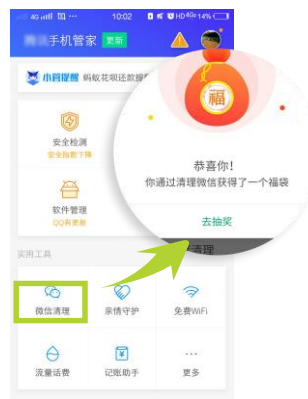 4G 10:02 HD 4G 14%
手机管家 更新
小管提醒 蚂蚁花呗还款提
福
恭喜你!
你通过清理微信获得了一个福袋
去抽奖
安全检测
安全指数下降
软件管理
QQ有更新
清理
实用工具
微信清理 亲情守护 免费WiFi
流量话费 记账助手 更多